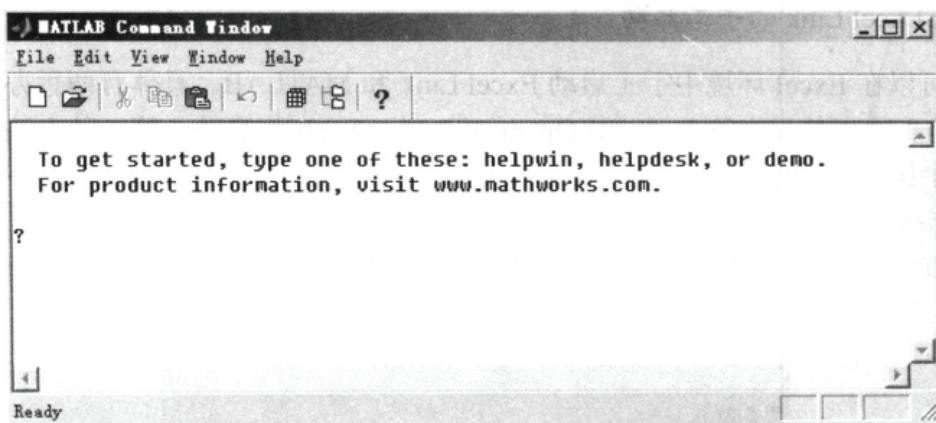 MATLAB Command Window
File Edit View Window Help
To get started, type one of these: helpwin, helpdesk, or demo.
For product information, visit www.mathworks.com.
?
Ready